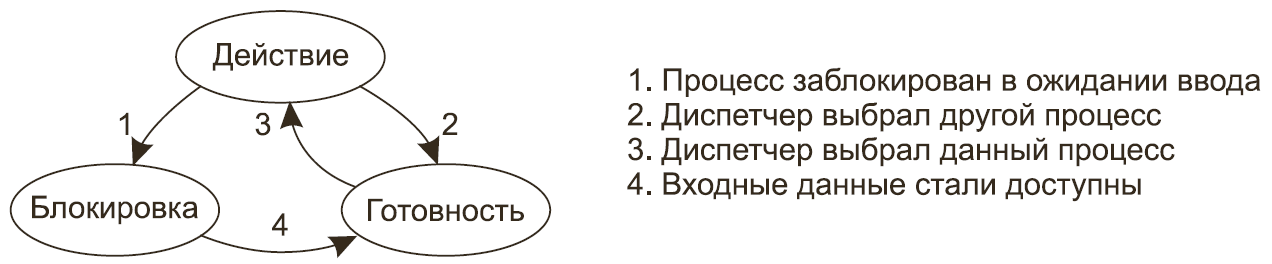 Действие
1
3
2
Блокировка
Готовность
4
1. Процесс заблокирован в ожидании ввода
2. Диспетчер выбрал другой процесс
3. Диспетчер выбрал данный процесс
4. Входные данные стали доступны